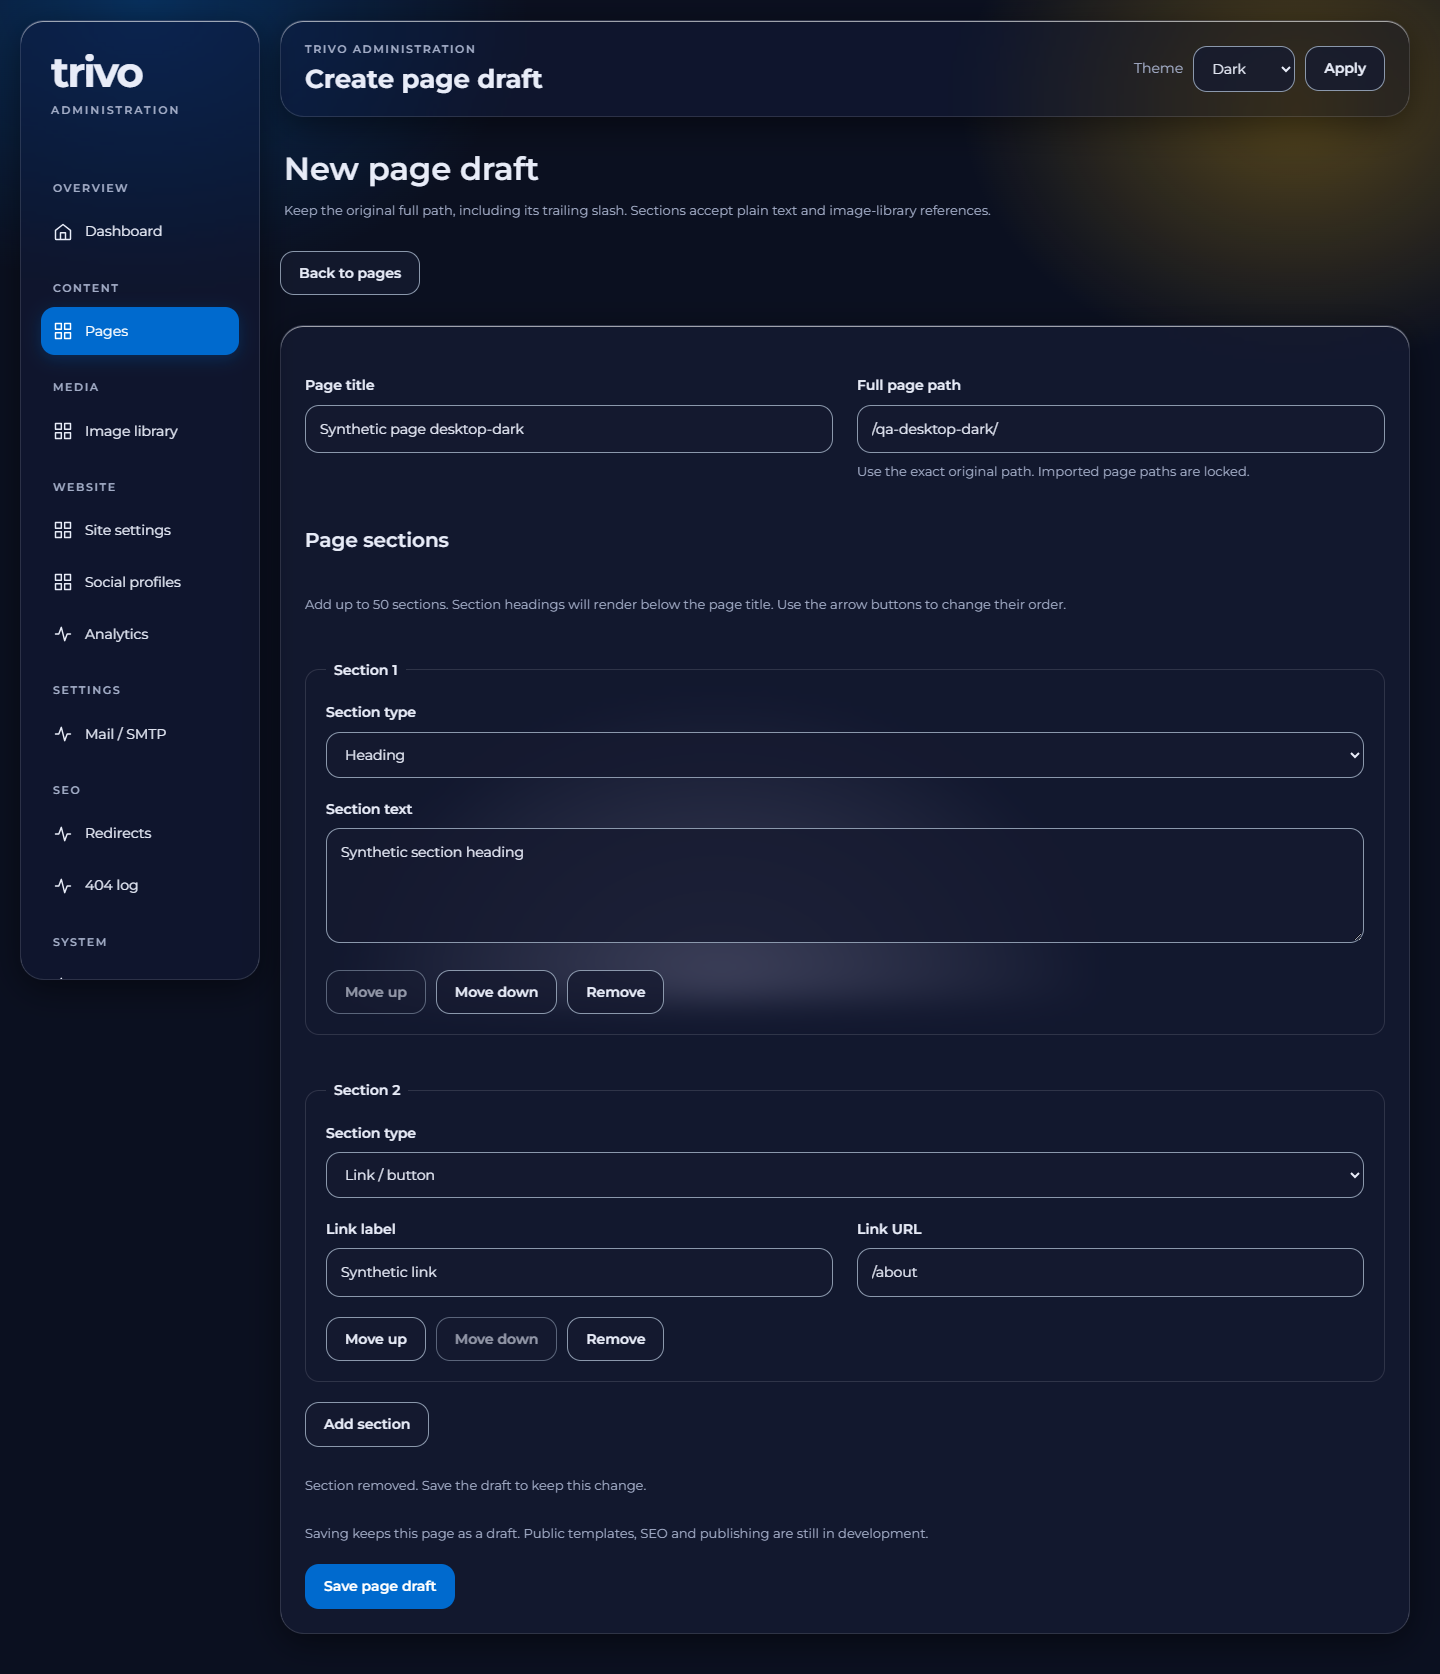 trivo
ADMINISTRATION
OVERVIEW
Dashboard
CONTENT
Pages
MEDIA
Image library
WEBSITE
Site settings
Social profiles
Analytics
SETTINGS
Mail / SMTP
SEO
Redirects
404 log
SYSTEM
TRIVO ADMINISTRATION
Create page draft
Theme
Dark
Apply
New page draft
Keep the original full path, including its trailing slash. Sections accept plain text and image-library references.
Back to pages
Page title
Synthetic page desktop-dark
Full page path
/qa-desktop-dark/
Use the exact original path. Imported page paths are locked.
Page sections
Add up to 50 sections. Section headings will render below the page title. Use the arrow buttons to change their order.
Section 1
Section type
Heading
Section text
Synthetic section heading
Move up
Move down
Remove
Section 2
Section type
Link / button
Link label
Synthetic link
Link URL
/about
Move up
Move down
Remove
Add section
Section removed. Save the draft to keep this change.
Saving keeps this page as a draft. Public templates, SEO and publishing are still in development.
Save page draft